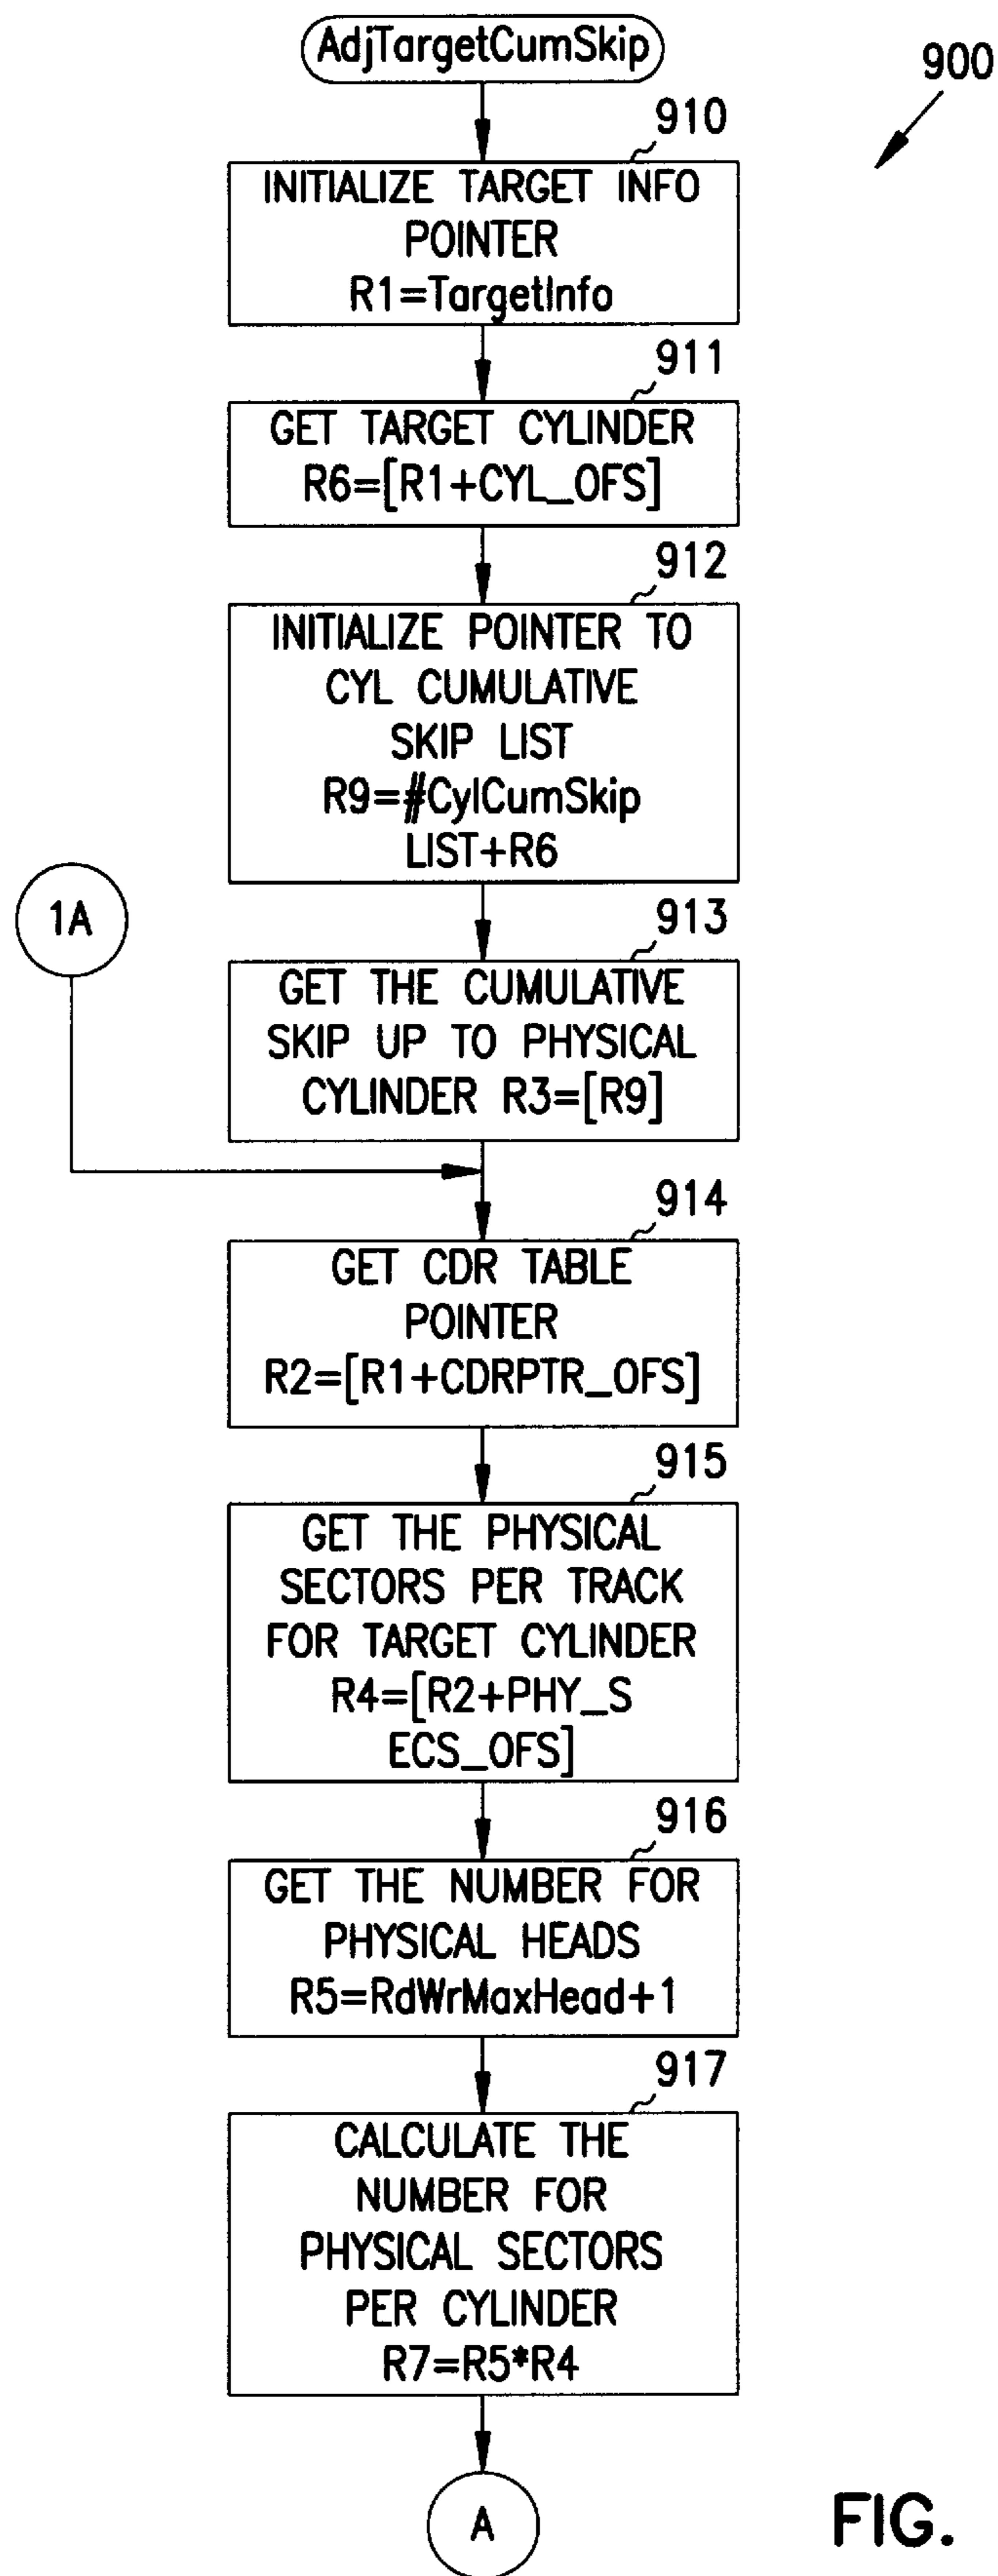 AdjTargetCumSkip
900
910
INITIALIZE TARGET INFO
POINTER
R1=TargetInfo
911
GET TARGET CYLINDER
R6=[R1+CYL_OFS]
912
INITIALIZE POINTER TO
CYL CUMULATIVE
SKIP LIST
R9=#CylCumSkip
LIST+R6
1A
913
GET THE CUMULATIVE
SKIP UP TO PHYSICAL
CYLINDER R3=[R9]
914
GET CDR TABLE
POINTER
R2=[R1+CDRPTR_OFS]
915
GET THE PHYSICAL
SECTORS PER TRACK
FOR TARGET CYLINDER
R4=[R2+PHY_S
ECS_OFS]
916
GET THE NUMBER FOR
PHYSICAL HEADS
R5=RdWrMaxHead+1
917
CALCULATE THE
NUMBER FOR
PHYSICAL SECTORS
PER CYLINDER
R7=R5*R4
A
FIG.